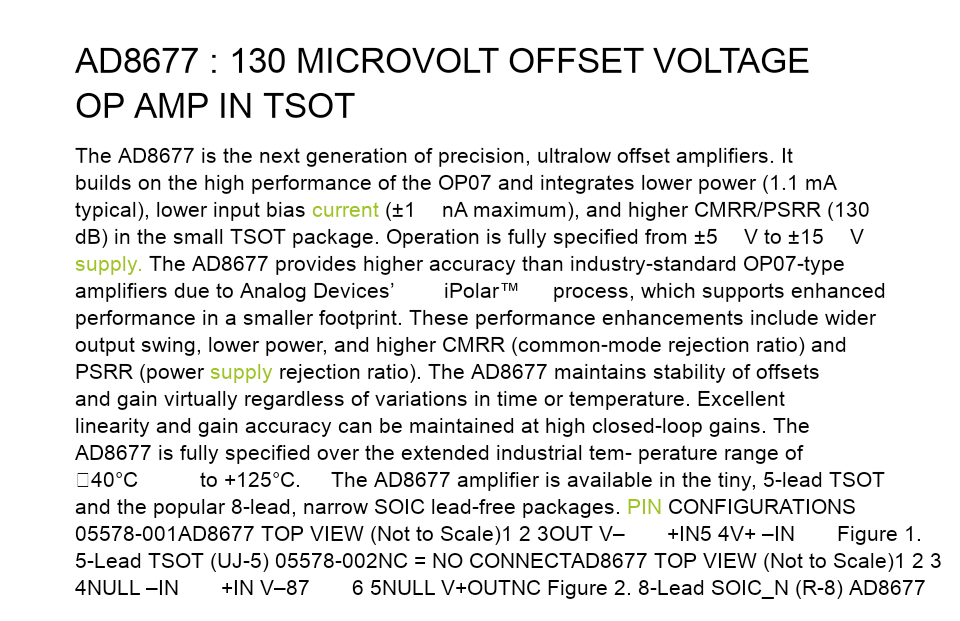 AD8677 : 130 MICROVOLT OFFSET VOLTAGE
OP AMP IN TSOT
The AD8677 is the next generation of precision, ultralow offset amplifiers. It
builds on the high performance of the OP07 and integrates lower power (1.1 mA
typical), lower input bias current (±1 nA maximum), and higher CMRR/PSRR (130
dB) in the small TSOT package. Operation is fully specified from ±5 V to ±15 V
supply. The AD8677 provides higher accuracy than industry-standard OP07-type
amplifiers due to Analog Devices’ iPolar™ process, which supports enhanced
performance in a smaller footprint. These performance enhancements include wider
output swing, lower power, and higher CMRR (common-mode rejection ratio) and
PSRR (power supply rejection ratio). The AD8677 maintains stability of offsets
and gain virtually regardless of variations in time or temperature. Excellent
linearity and gain accuracy can be maintained at high closed-loop gains. The
AD8677 is fully specified over the extended industrial tem- perature range of
□40°C to +125°C. The AD8677 amplifier is available in the tiny, 5-lead TSOT
and the popular 8-lead, narrow SOIC lead-free packages. PIN CONFIGURATIONS
05578-001AD8677 TOP VIEW (Not to Scale)1 2 3OUT V– +IN5 4V+ –IN Figure 1.
5-Lead TSOT (UJ-5) 05578-002NC = NO CONNECTAD8677 TOP VIEW (Not to Scale)1 2 3
4NULL –IN +IN V–87 6 5NULL V+OUTNC Figure 2. 8-Lead SOIC_N (R-8) AD8677